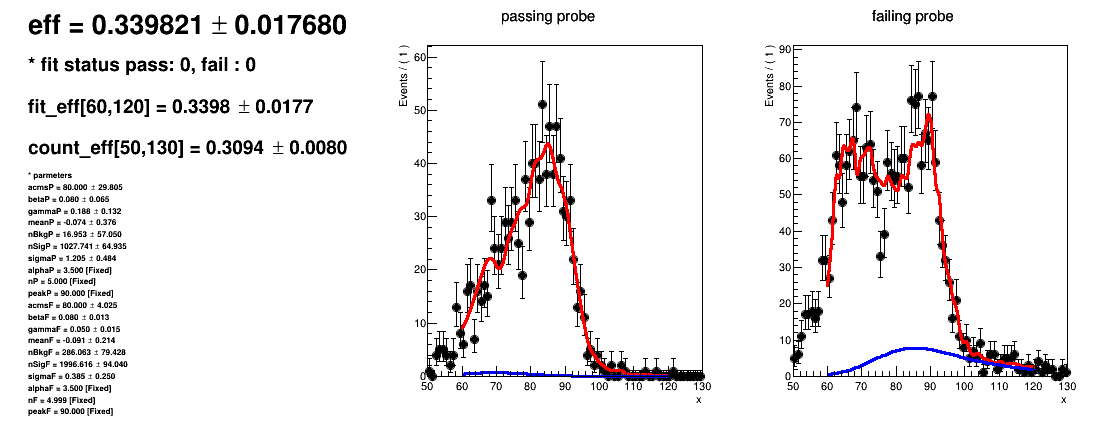 eff = 0.339821 ± 0.017680
* fit status pass: 0, fail : 0
fit_eff[60,120] = 0.3398 ± 0.0177
count_eff[50,130] = 0.3094 ± 0.0080
* parmeters
acmsP = 80.000 ± 29.805
betaP = 0.080 ± 0.065
gammaP = 0.188 ± 0.132
meanP = -0.074 ± 0.376
nBkgP = 16.953 ± 57.050
nSigP = 1027.741 ± 64.935
sigmaP = 1.205 ± 0.484
alphaP = 3.500 [Fixed]
nP = 5.000 [Fixed]
peakP = 90.000 [Fixed]
acmsF = 80.000 ± 4.025
betaF = 0.080 ± 0.013
gammaF = 0.050 ± 0.015
meanF = -0.091 ± 0.214
nBkgF = 286.063 ± 79.428
nSigF = 1996.616 ± 94.040
sigmaF = 0.385 ± 0.250
alphaF = 3.500 [Fixed]
nF = 4.999 [Fixed]
peakF = 90.000 [Fixed]
passing probe
Events / ( 1 )
60
50
40
30
20
10
0
50 60 70 80 90 100 110 120 130
x
failing probe
Events / ( 1 )
90
80
70
60
50
40
30
20
10
0
50 60 70 80 90 100 110 120 130
x